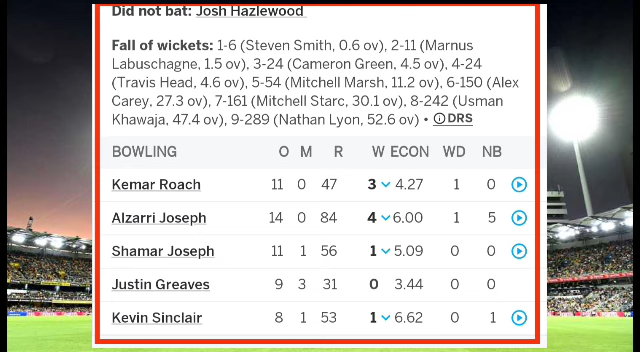 Did not bat: Josh Hazlewood
Fall of wickets: 1-6 (Steven Smith, 0.6 ov), 2-11 (Marnus
Labuschagne, 1.5 ov), 3-24 (Cameron Green, 4.5 ov), 4-24
(Travis Head, 4.6 ov), 5-54 (Mitchell Marsh, 11.2 ov), 6-150 (Alex
Carey, 27.3 ov), 7-161 (Mitchell Starc, 30.1 ov), 8-242 (Usman
Khawaja, 47.4 ov), 9-289 (Nathan Lyon, 52.6 ov) • DRS
BOWLING O M R W ECON WD NB
Kemar Roach 11 0 47 3 4.27 1 0
Alzarri Joseph 14 0 84 4 6.00 1 5
Shamar Joseph 11 1 56 1 5.09 0 0
Justin Greaves 9 3 31 0 3.44 0 0
Kevin Sinclair 8 1 53 1 6.62 0 1